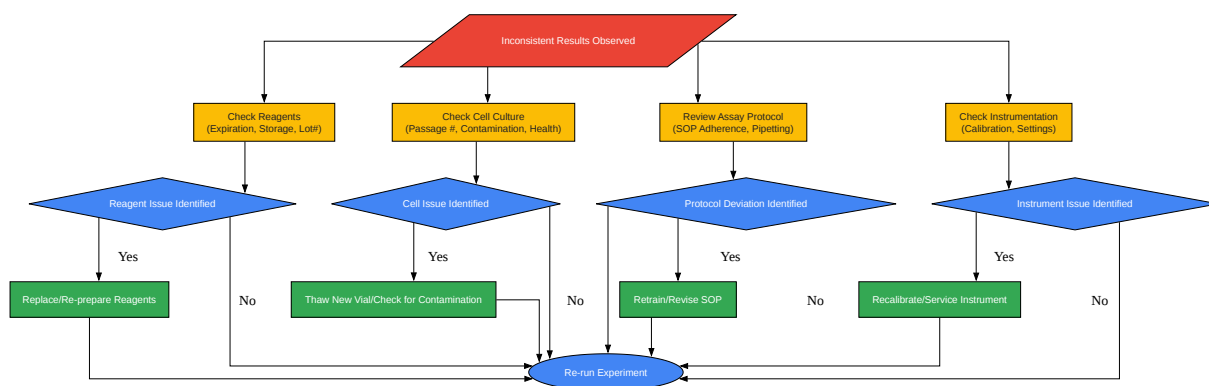 Inconsistent Results Observed
Check Reagents
(Expiration, Storage, Lot#)
Check Cell Culture
(Passage #, Contamination, Health)
Review Assay Protocol
(SOP Adherence, Pipetting)
Check Instrumentation
(Calibration, Settings)
Reagent Issue Identified
Cell Issue Identified
Protocol Deviation Identified
Instrument Issue Identified
Yes
Yes
Yes
Yes
Replace/Re-prepare Reagents
No
Thaw New Vial/Check for Contamination
No
Retrain/Revise SOP
No
Recalibrate/Service Instrument
No
Re-run Experiment